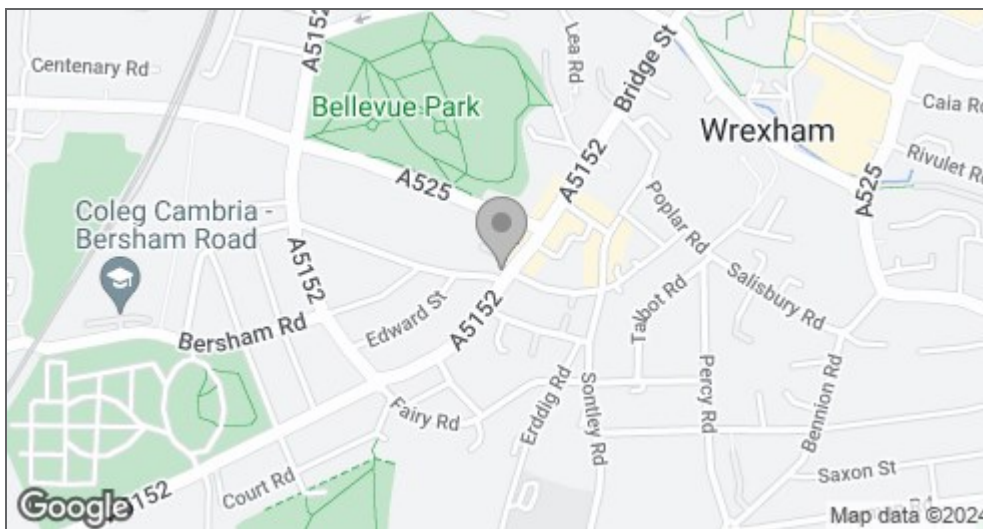 A5152
Lea Rd
Bridge St
Centenary Rd
Bellevue Park
Caia Rd
Wrexham
Rivulet Rd
A5152
A525
A525
Coleg Cambria -
Bersham Road
Poplar Rd
Salisbury Rd
A5152
Talbot Rd
Edward St
Bersham Rd
A5152
Percy Rd
Bennion Rd
Erddig Rd
Sontley Rd
Fairy Rd
Court Rd
Saxon St
A5152
Google
Map data ©2024